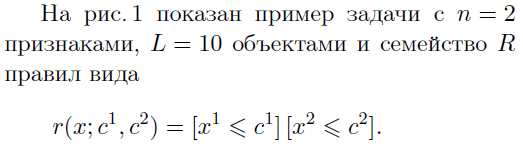 На рис. 1 показан пример задачи с n = 2
признаками, L = 10 объектами и семейство R
правил вида
r(x; c¹, c²) = [x¹ ⩽ c¹] [x² ⩽ c²].